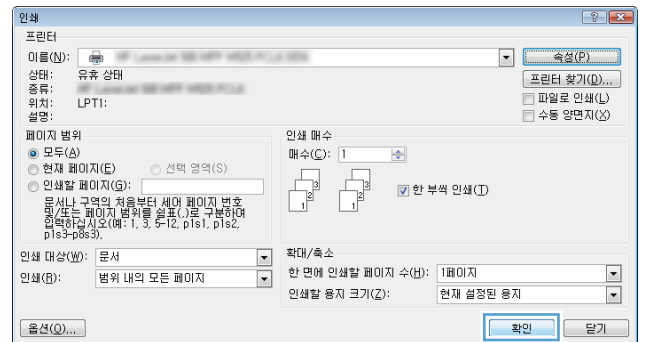 인쇄
프린터
이름(N):
속성(P)
상태: 유휴 상태
프린터 찾기(D)...
종류:
위치: LPT1:
파일로 인쇄(L)
설명:
수동 양면지(X)
페이지 범위
모두(A)
현재 페이지(E) 선택 영역(S)
인쇄할 페이지(G):
문서나 구역의 처음부터 세어 페이지 번호
및/또는 페이지 범위를 쉼표(,)로 구분하여
입력하십시오(예: 1, 3, 5-12, p1s1, p1s2,
p1s3-p8s3).
인쇄 매수
매수(C): 1
3 3
2 2
1 1
한 부씩 인쇄(T)
인쇄 대상(W): 문서
인쇄(R): 범위 내의 모든 페이지
확대/축소
한 면에 인쇄할 페이지 수(H): 1페이지
인쇄할 용지 크기(Z): 현재 설정된 용지
옵션(O)...
확인
닫기